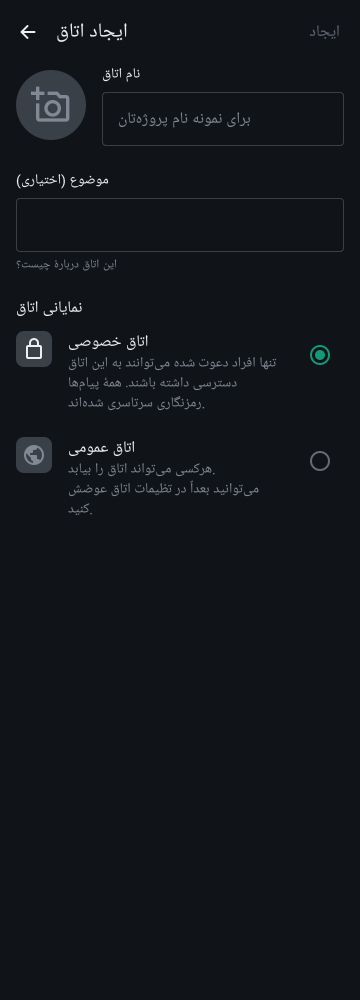 ایجاد اتاق
ایجاد
نام اتاق
برای نمونه نام پروژه‌تان
موضوع (اختیاری)
این اتاق دربارهٔ چیست؟
نمایانی اتاق
اتاق خصوصی
تنها افراد دعوت شده می‌توانند به این اتاق
دسترسی داشته باشند. همهٔ پیام‌ها
رمزنگاری سرتاسری شده‌اند.
اتاق عمومی
هرکسی می‌تواند اتاق را بیابد.
می‌توانید بعداً در تظیمات اتاق عوضش
کنید.